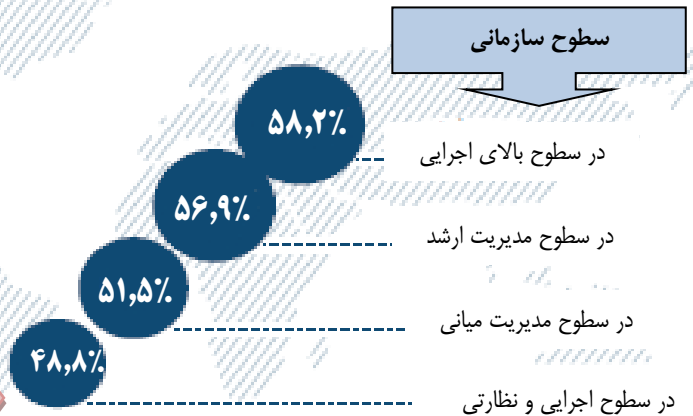 سطوح سازمانی
۵۸,۲٪
در سطوح بالای اجرایی
۵۶,۹٪
در سطوح مدیریت ارشد
۵۱,۵٪
در سطوح مدیریت میانی
۴۸,۸٪
در سطوح اجرایی و نظارتی